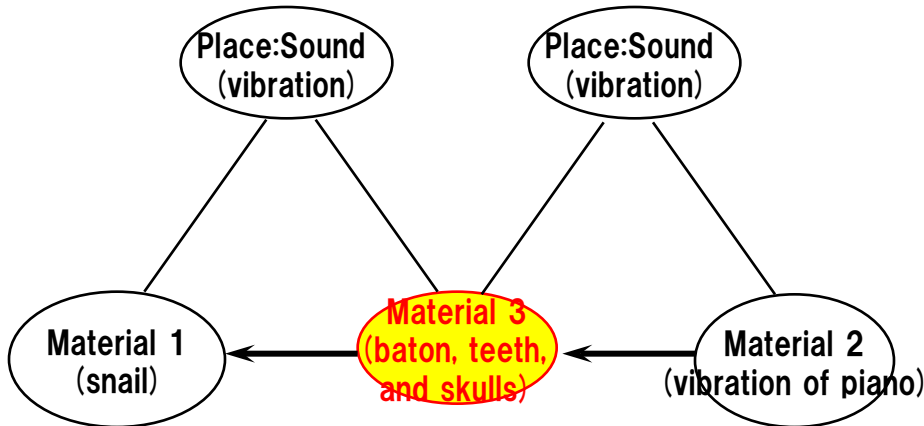 Place:Sound
(vibration)
Place:Sound
(vibration)
Material 1
(snail)
Material 3
(baton, teeth,
and skulls)
Material 2
(vibration of piano)